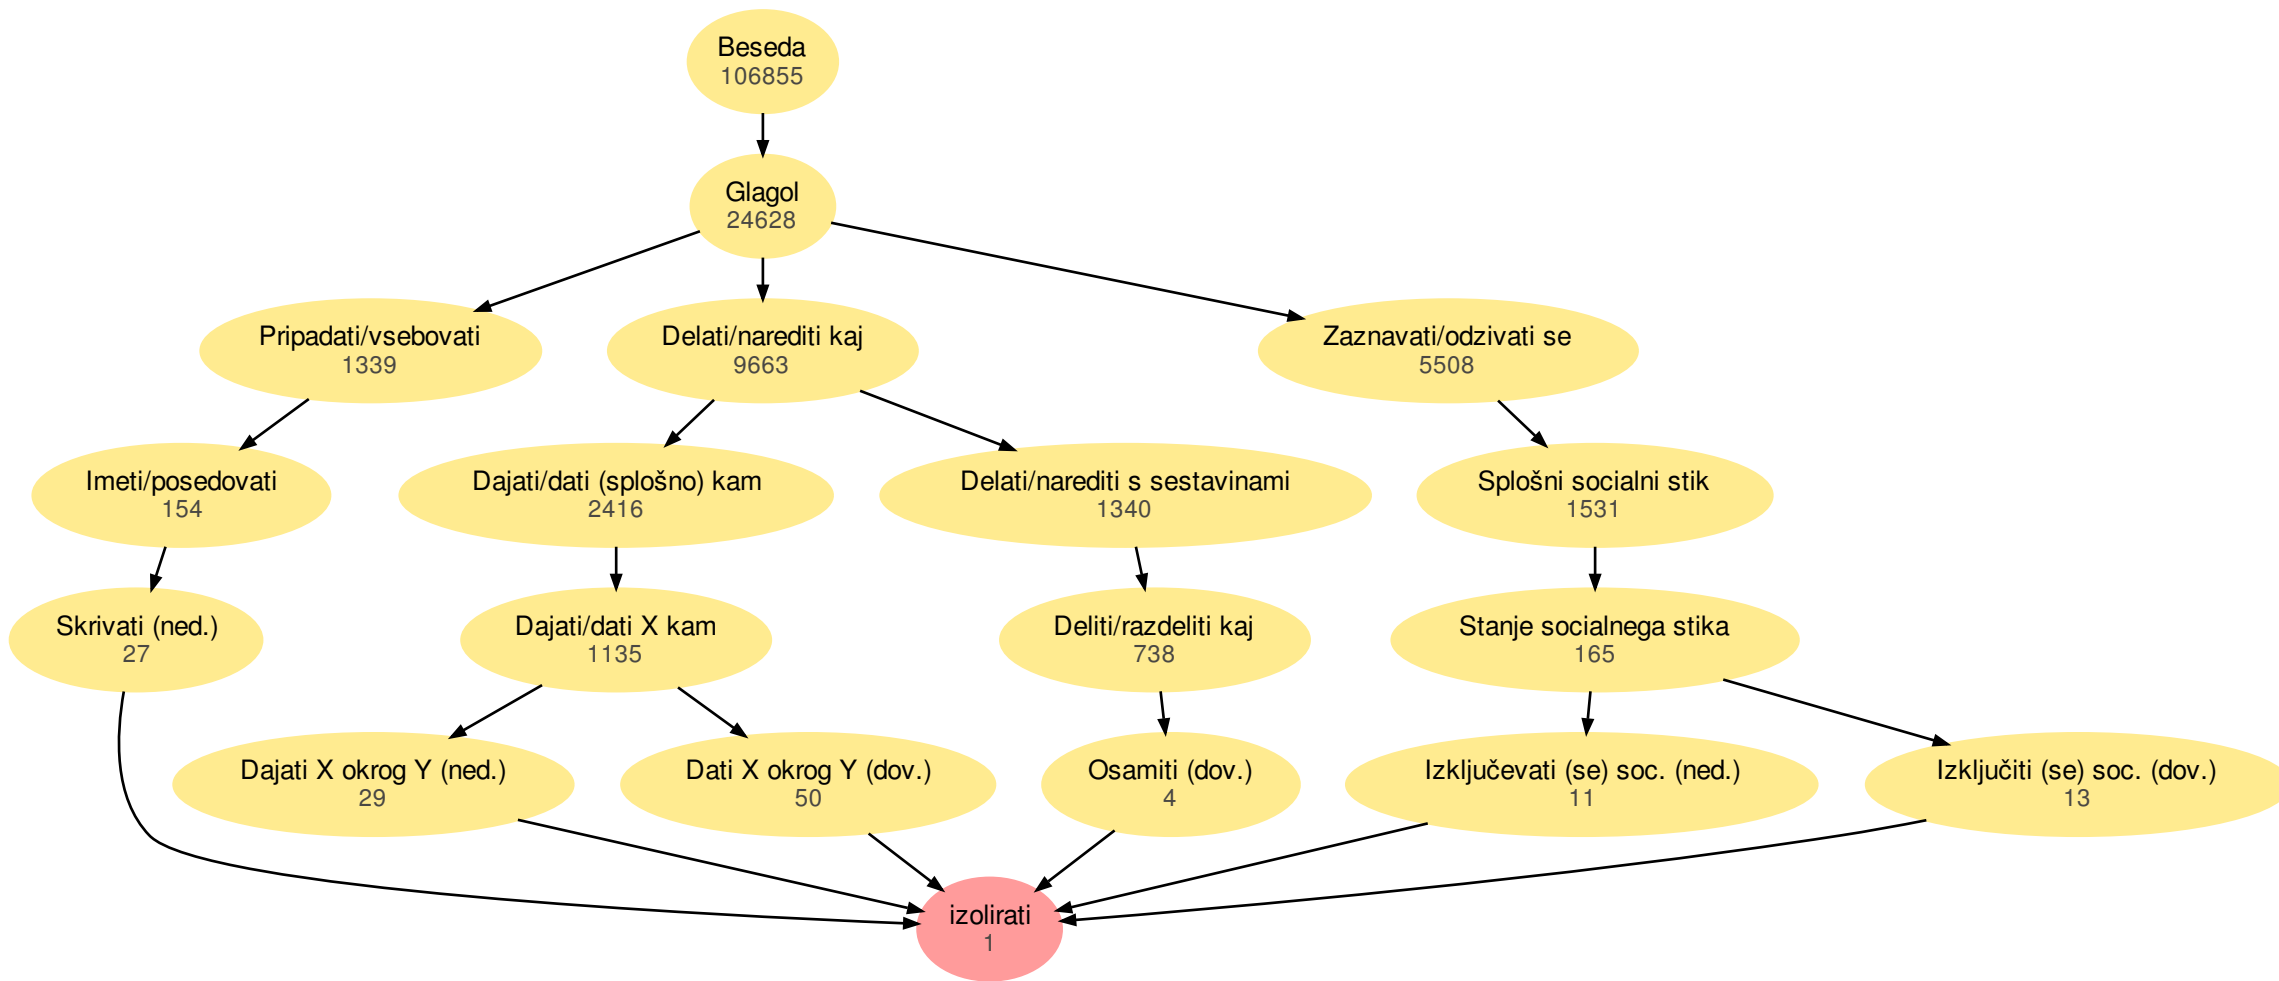 Beseda
106855
Glagol
24628
Pripadati/vsebovati
1339
Delati/narediti kaj
9663
Zaznavati/odzivati se
5508
Imeti/posedovati
154
Dajati/dati (splošno) kam
2416
Delati/narediti s sestavinami
1340
Splošni socialni stik
1531
Skrivati (ned.)
27
Dajati/dati X kam
1135
Deliti/razdeliti kaj
738
Stanje socialnega stika
165
Dajati X okrog Y (ned.)
29
Dati X okrog Y (dov.)
50
Osamiti (dov.)
4
Izključevati (se) soc. (ned.)
11
Izključiti (se) soc. (dov.)
13
izolirati
1